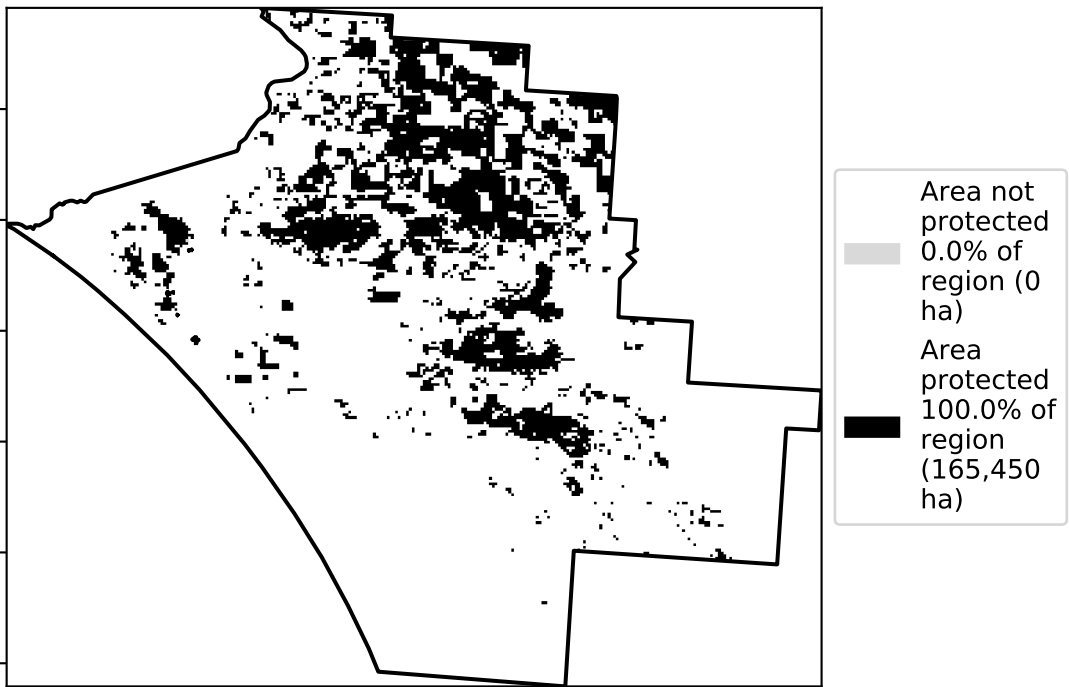 Area not
protected
0.0% of
region (0
ha)
Area
protected
100.0% of
region
(165,450
ha)